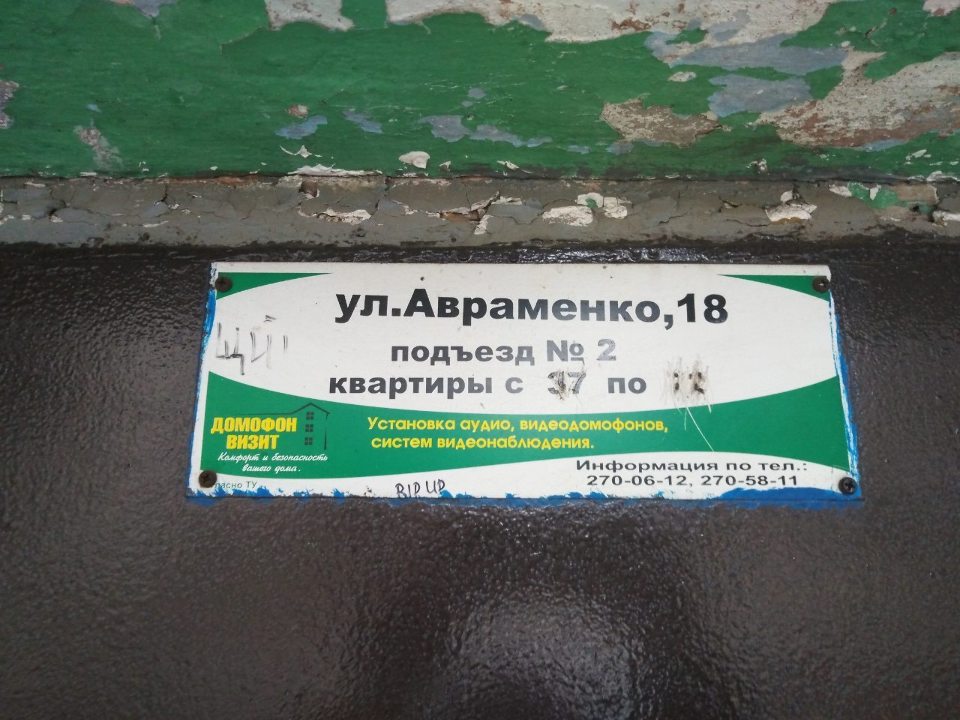 ул.Авраменко,18
подъезд № 2
квартиры с 37 по
ДОМОФОН
ВИЗИТ
Комфорт и безопасность
вашего дома.
Установка аудио, видеодомофонов,
систем видеонаблюдения.
Информация по тел.:
270-06-12, 270-58-11